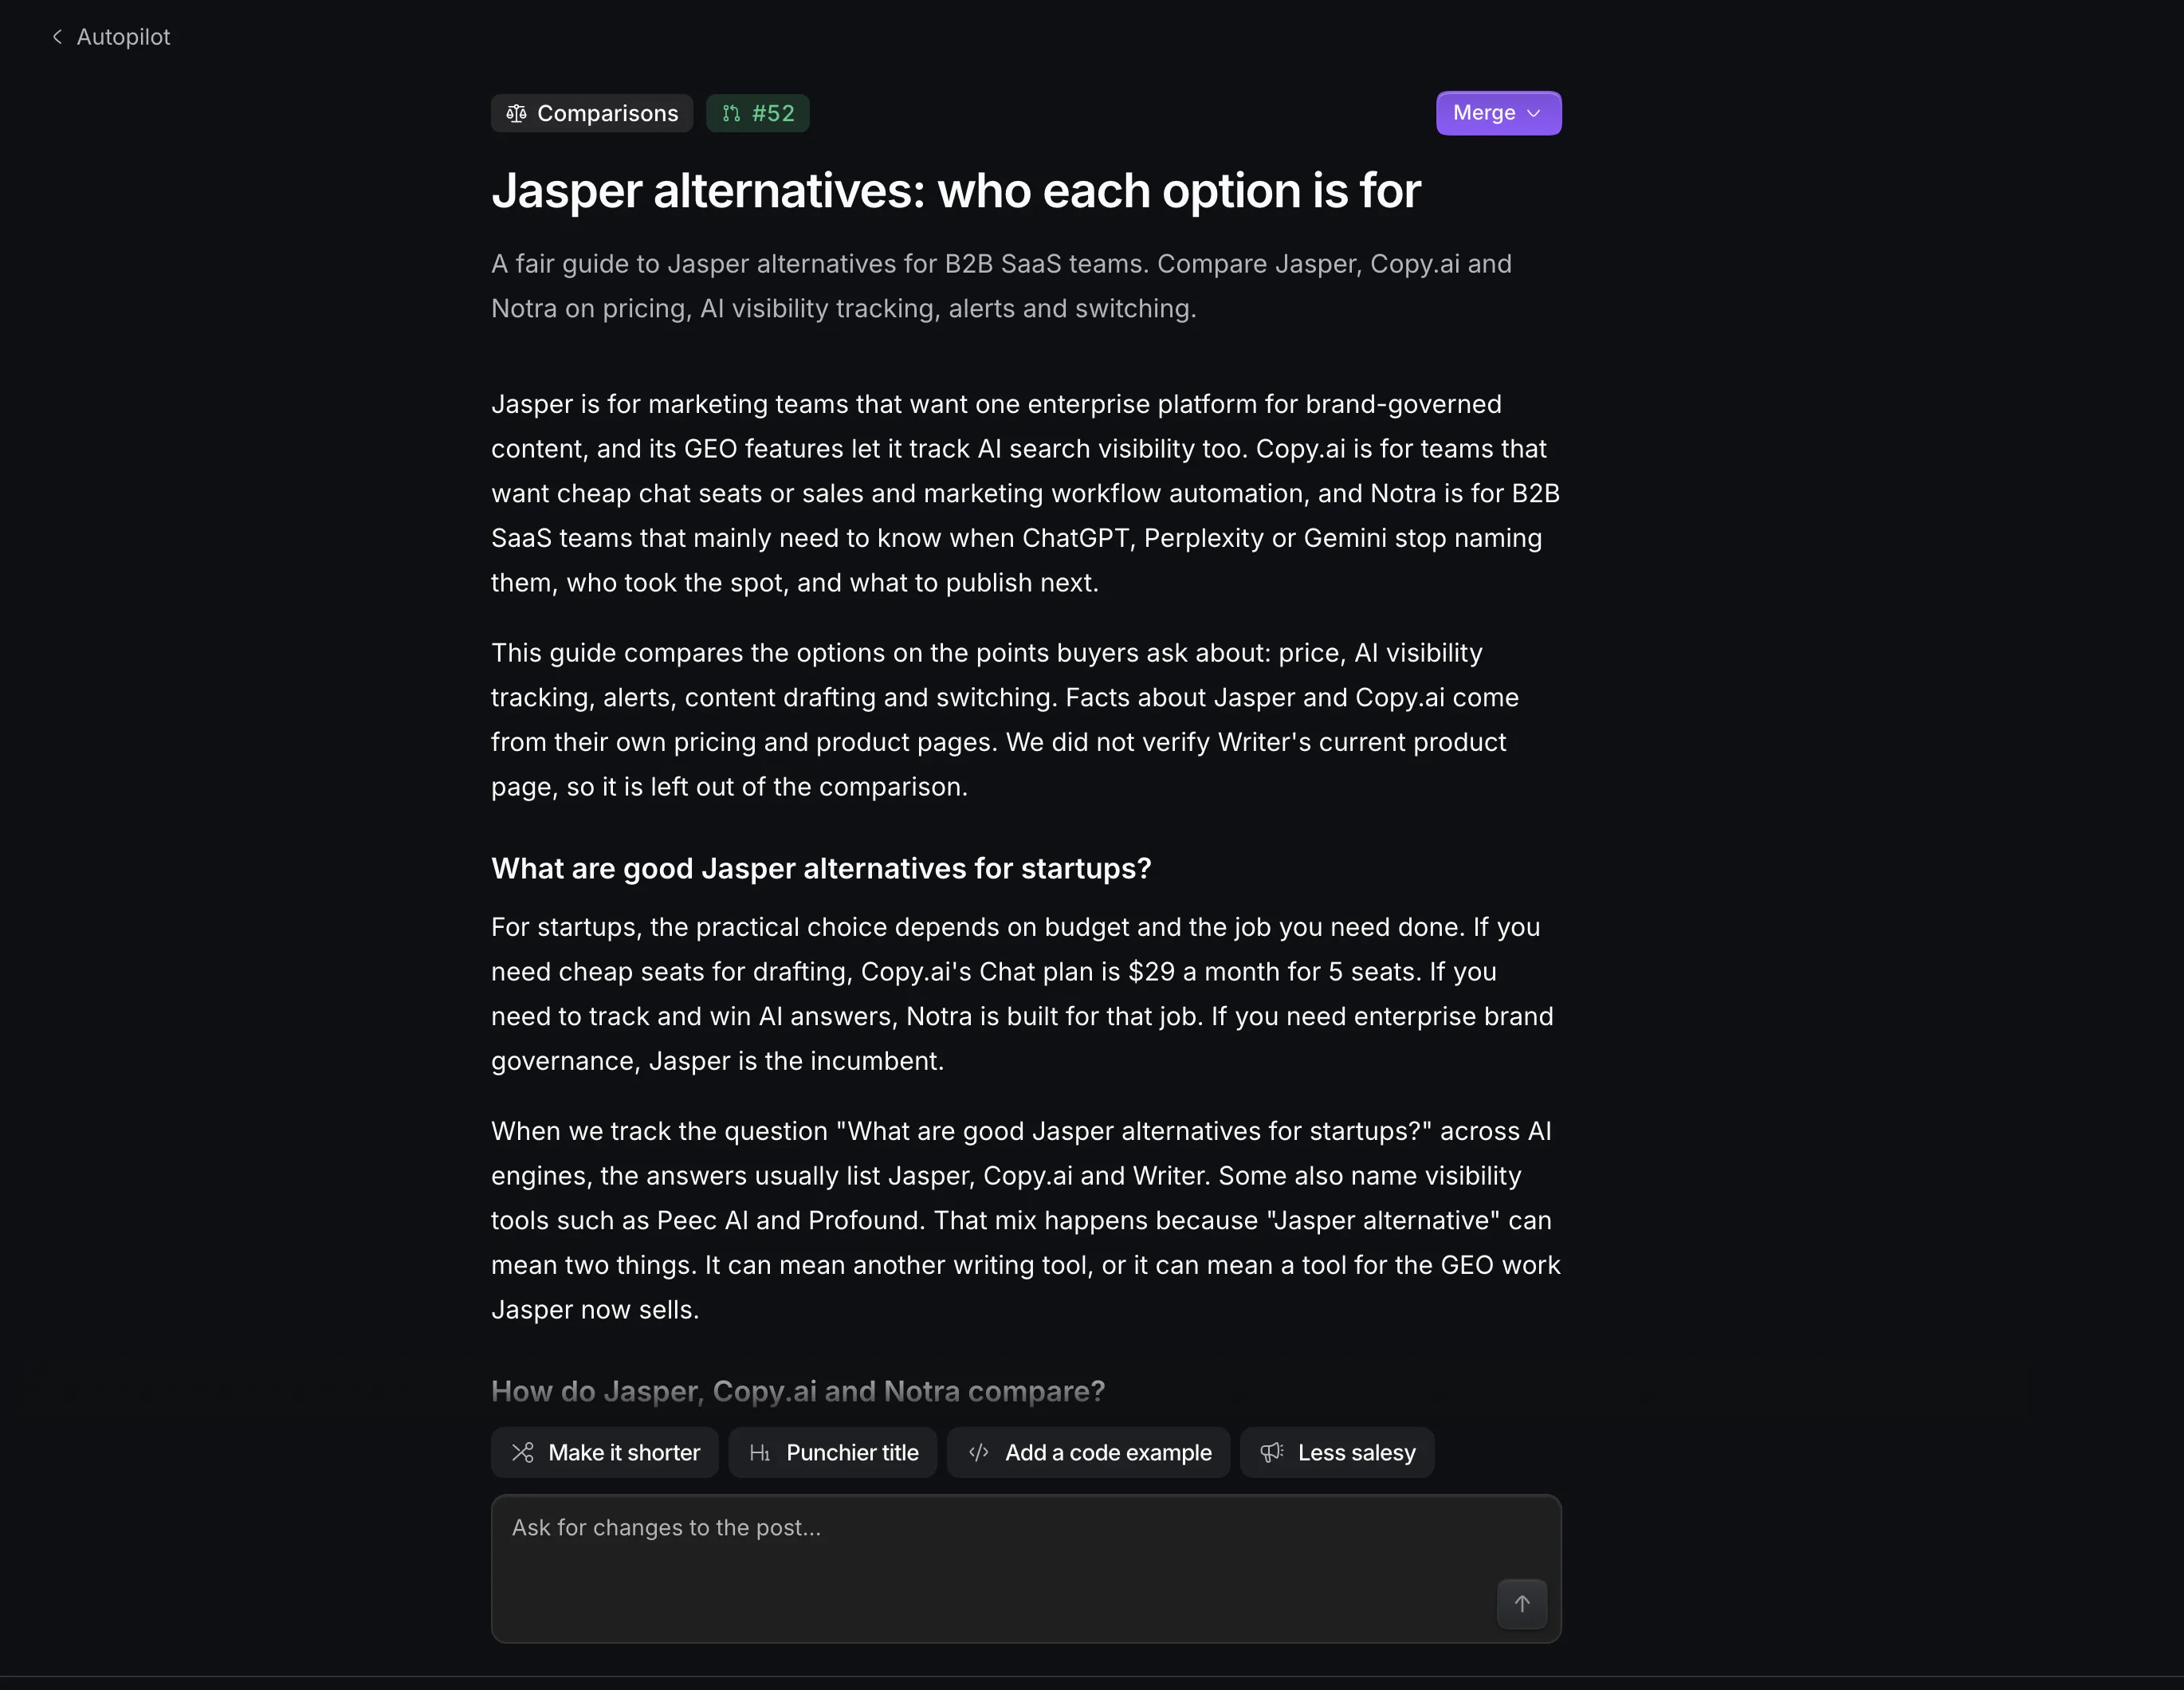 Autopilot
Comparisons
#52
Merge
Jasper alternatives: who each option is for
A fair guide to Jasper alternatives for B2B SaaS teams. Compare Jasper, Copy.ai and
Notra on pricing, AI visibility tracking, alerts and switching.
Jasper is for marketing teams that want one enterprise platform for brand-governed
content, and its GEO features let it track AI search visibility too. Copy.ai is for teams that
want cheap chat seats or sales and marketing workflow automation, and Notra is for B2B
SaaS teams that mainly need to know when ChatGPT, Perplexity or Gemini stop naming
them, who took the spot, and what to publish next.
This guide compares the options on the points buyers ask about: price, AI visibility
tracking, alerts, content drafting and switching. Facts about Jasper and Copy.ai come
from their own pricing and product pages. We did not verify Writer's current product
page, so it is left out of the comparison.
What are good Jasper alternatives for startups?
For startups, the practical choice depends on budget and the job you need done. If you
need cheap seats for drafting, Copy.ai's Chat plan is $29 a month for 5 seats. If you
need to track and win AI answers, Notra is built for that job. If you need enterprise brand
governance, Jasper is the incumbent.
When we track the question "What are good Jasper alternatives for startups?" across AI
engines, the answers usually list Jasper, Copy.ai and Writer. Some also name visibility
tools such as Peec AI and Profound. That mix happens because "Jasper alternative" can
mean two things. It can mean another writing tool, or it can mean a tool for the GEO work
Jasper now sells.
How do Jasper, Copy.ai and Notra compare?
Make it shorter
H1 Punchier title
</> Add a code example
Less salesy
Ask for changes to the post...